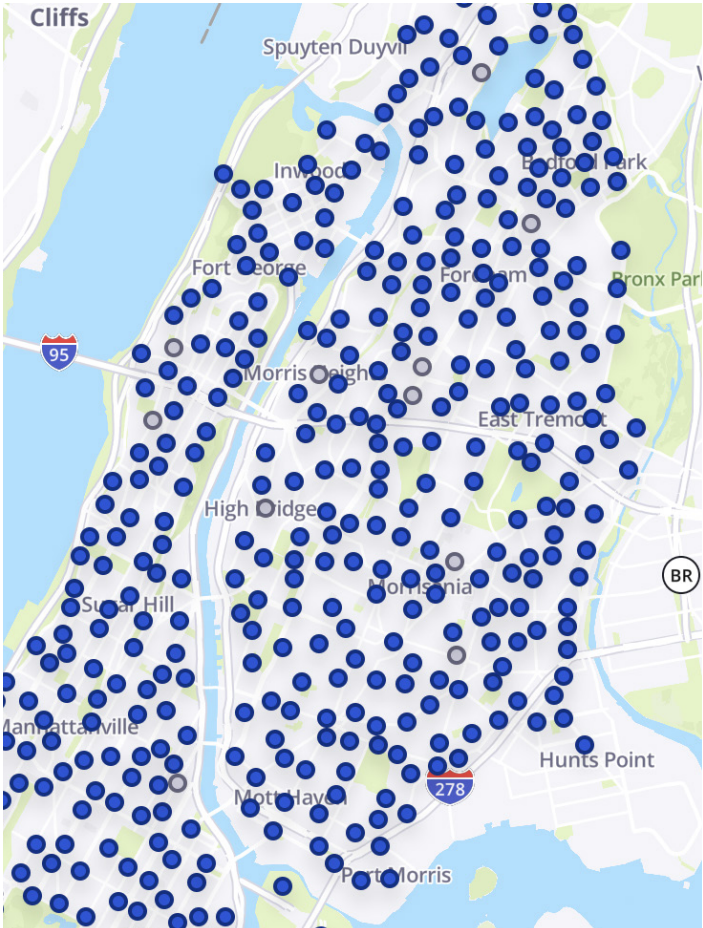 Cliffs
Spuyten Duyvil
Inwood
Bedford Park
Fort George
Fordham
Bronx Park
95
Morris Heights
East Tremont
High Bridge
BR
Morrisania
Sugar Hill
Manhattanville
Hunts Point
278
Mott Haven
Port Morris